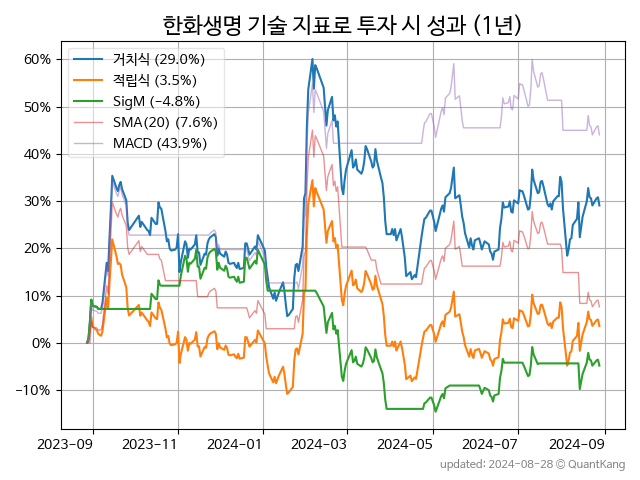 한화생명 기술 지표로 투자 시 성과 (1년)
60%
50%
40%
30%
20%
10%
0%
−10%
거치식 (29.0%)
적립식 (3.5%)
SigM (−4.8%)
SMA(20) (7.6%)
MACD (43.9%)
2023-09 2023-11 2024-01 2024-03 2024-05 2024-07 2024-09
updated: 2024-08-28 © QuantKang